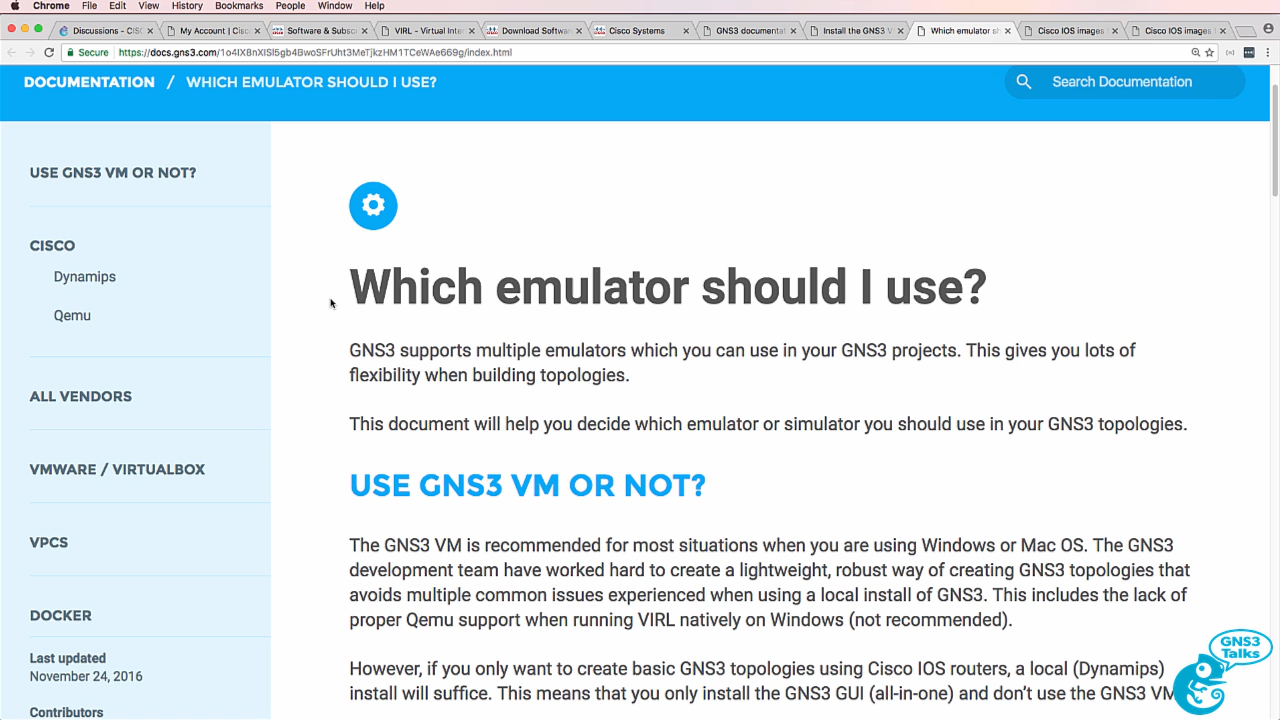 Chrome File Edit View History Bookmarks People Window Help
Discussions - CIS
My Account | Cisc
Software & Subsc
VIRL - Virtual Inte
Download Softwa
Cisco Systems
GNS3 documentat
Install the GNS3 V
Which emulator sh
Cisco IOS images
Cisco IOS images
Secure
DOCUMENTATION / WHICH EMULATOR SHOULD I USE?
Search Documentation
USE GNS3 VM OR NOT?
CISCO
Dynamips
Qemu
ALL VENDORS
VMWARE / VIRTUALBOX
VPCS
DOCKER
Last updated
November 24, 2016
Contributors
Which emulator should I use?
GNS3 supports multiple emulators which you can use in your GNS3 projects. This gives you lots of
flexibility when building topologies.
This document will help you decide which emulator or simulator you should use in your GNS3 topologies.
USE GNS3 VM OR NOT?
The GNS3 VM is recommended for most situations when you are using Windows or Mac OS. The GNS3
development team have worked hard to create a lightweight, robust way of creating GNS3 topologies that
avoids multiple common issues experienced when using a local install of GNS3. This includes the lack of
proper Qemu support when running VIRL natively on Windows (not recommended).
However, if you only want to create basic GNS3 topologies using Cisco IOS routers, a local (Dynamips)
install will suffice. This means that you only install the GNS3 GUI (all-in-one) and don't use the GNS3 VM
GNS3
Talks